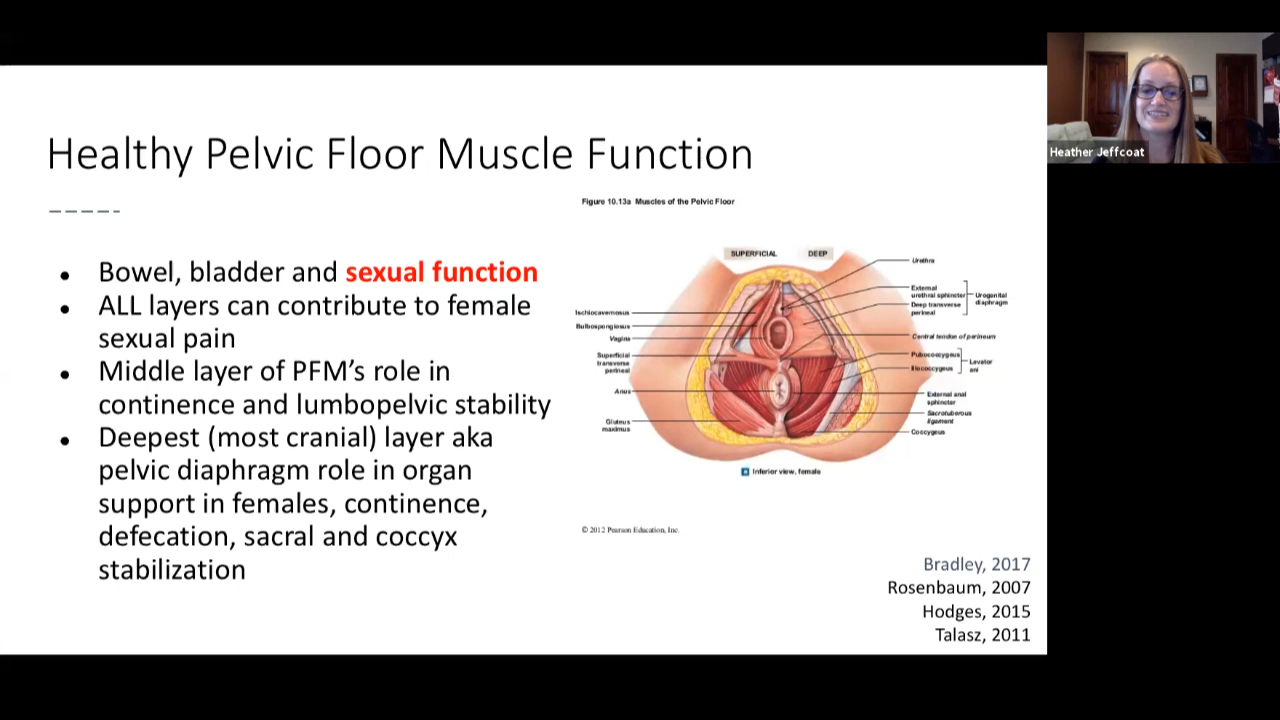 Healthy Pelvic Floor Muscle Function
Heather Jeffcoat
Figure 10.13a Muscles of the Pelvic Floor
• Bowel, bladder and sexual function
• ALL layers can contribute to female
sexual pain
• Middle layer of PFM’s role in
continence and lumbopelvic stability
• Deepest (most cranial) layer aka
pelvic diaphragm role in organ
support in females, continence,
defecation, sacral and coccyx
stabilization
SUPERFICIAL
DEEP
Ischiocavernosus
Bulbospongiosus
Vagina
Superficial
transverse
perineal
Anus
Gluteus
maximus
Urethra
External
urethral sphincter
Deep transverse
perineal
Urogenital
diaphragm
Central tendon of perineum
Pubococcygeus
Iliococcygeus
Levator
ani
External anal
sphincter
Sacrotuberous
ligament
Coccygeus
a Inferior view, female
© 2012 Pearson Education, Inc.
Bradley, 2017
Rosenbaum, 2007
Hodges, 2015
Talasz, 2011